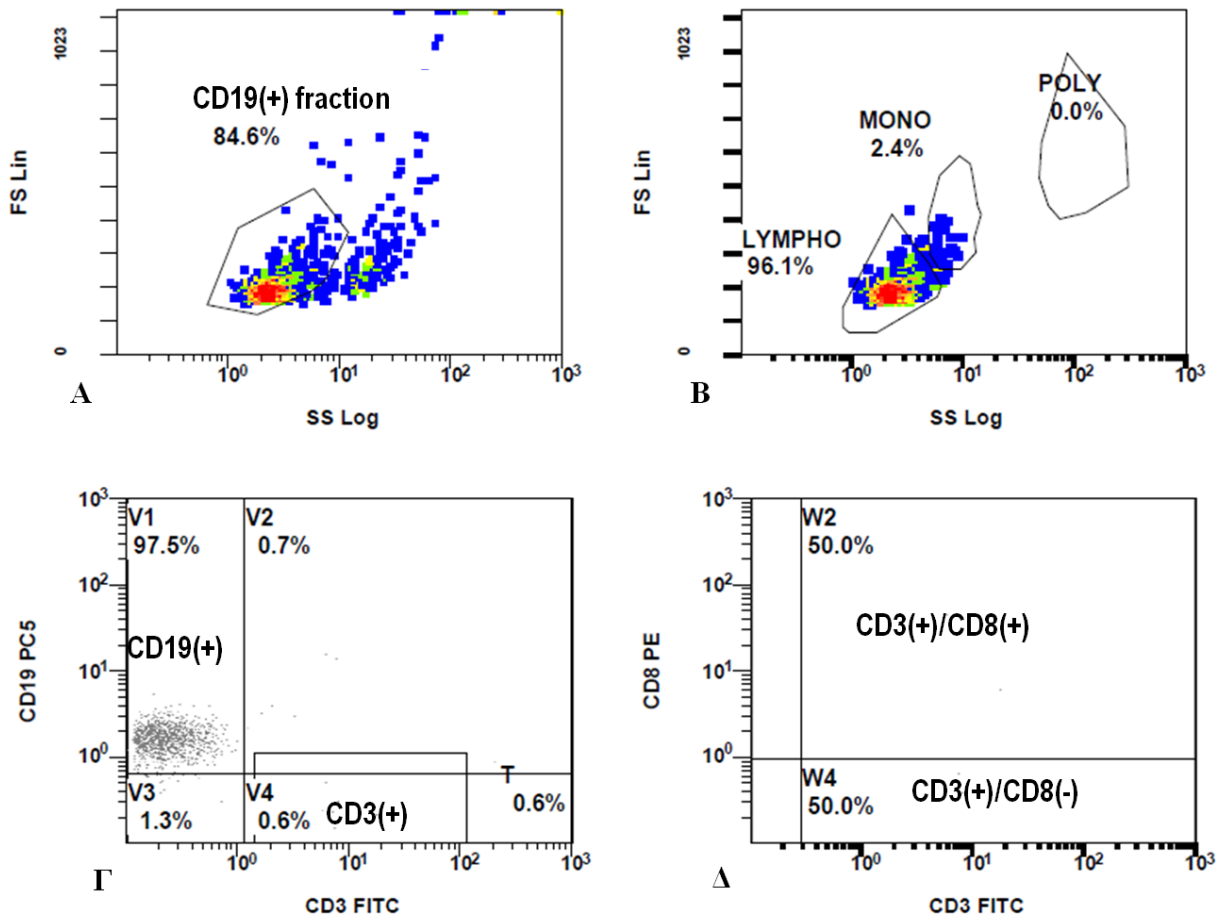 1023
FS Lin
0
CD19(+) fraction
84.6%
10⁰ 10¹ 10² 10³
SS Log
A
1023
FS Lin
0
POLY
0.0%
MONO
2.4%
LYMPHO
96.1%
10⁰ 10¹ 10² 10³
SS Log
B
CD19 PC5
10³
10²
10¹
10⁰
V1
97.5%
V2
0.7%
CD19(+)
V3
1.3%
V4
0.6%
CD3(+)
T
0.6%
10⁰ 10¹ 10² 10³
CD3 FITC
Γ
CD8 PE
10³
10²
10¹
10⁰
W2
50.0%
CD3(+)/CD8(+)
W4
50.0%
CD3(+)/CD8(-)
10⁰ 10¹ 10² 10³
CD3 FITC
Δ